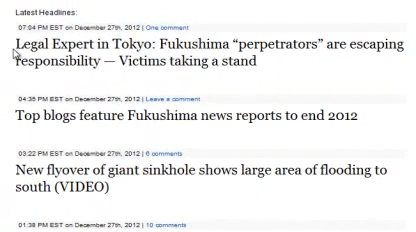 Latest Headlines:
07:04 PM EST on December 27th, 2012 | One comment
Legal Expert in Tokyo: Fukushima “perpetrators” are escaping
responsibility — Victims taking a stand
04:35 PM EST on December 27th, 2012 | Leave a comment
Top blogs feature Fukushima news reports to end 2012
03:22 PM EST on December 27th, 2012 | 6 comments
New flyover of giant sinkhole shows large area of flooding to
south (VIDEO)
01:38 PM EST on December 27th, 2012 | 10 comments